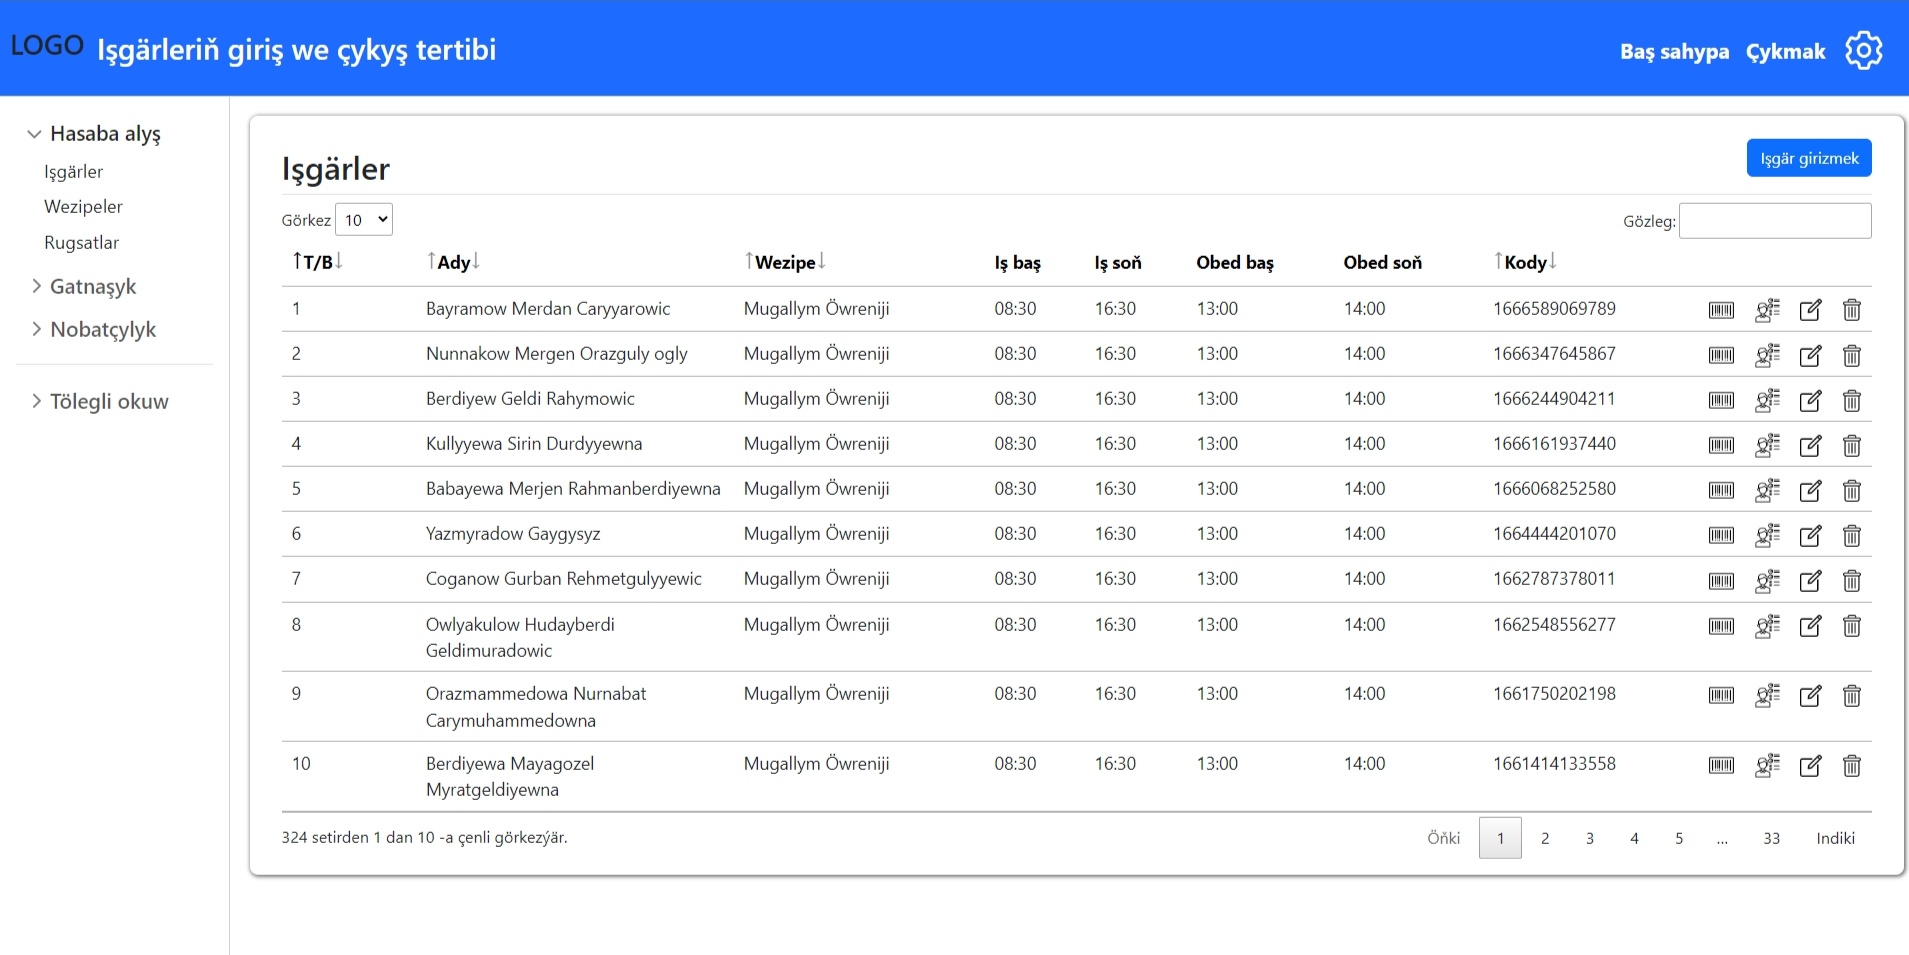 LOGO Işgärleriň giriş we çykyş tertibi
Baş sahypa Çykmak
Hasaba alyş
Işgärler
Wezipeler
Rugsatlar
Gatnaşyk
Nobatçylyk
Tölegli okuw
Işgärler
Işgär girizmek
Görkez 10
Gözleg:
↑T/B↓ ↑Ady↓ ↑Wezipe↓ Iş baş Iş soň Obed baş Obed soň ↑Kody↓
1 Bayramow Merdan Caryyarowic Mugallym Öwreniji 08:30 16:30 13:00 14:00 1666589069789
2 Nunnakow Mergen Orazguly ogly Mugallym Öwreniji 08:30 16:30 13:00 14:00 1666347645867
3 Berdiyew Geldi Rahymowic Mugallym Öwreniji 08:30 16:30 13:00 14:00 1666244904211
4 Kullyyewa Sirin Durdyyewna Mugallym Öwreniji 08:30 16:30 13:00 14:00 1666161937440
5 Babayewa Merjen Rahmanberdiyewna Mugallym Öwreniji 08:30 16:30 13:00 14:00 1666068252580
6 Yazmyradow Gaygysyz Mugallym Öwreniji 08:30 16:30 13:00 14:00 1664444201070
7 Coganow Gurban Rehmetgulyyewic Mugallym Öwreniji 08:30 16:30 13:00 14:00 1662787378011
8 Owlyakulow Hudayberdi Mugallym Öwreniji 08:30 16:30 13:00 14:00 1662548556277
Geldimuradowic
9 Orazmammedowa Nurnabat Mugallym Öwreniji 08:30 16:30 13:00 14:00 1661750202198
Carymuhammedowna
10 Berdiyewa Mayagozel Mugallym Öwreniji 08:30 16:30 13:00 14:00 1661414133558
Myratgeldiyewna
324 setirden 1 dan 10 -a çenli görkezýär.
Öňki 1 2 3 4 5 ... 33 Indiki